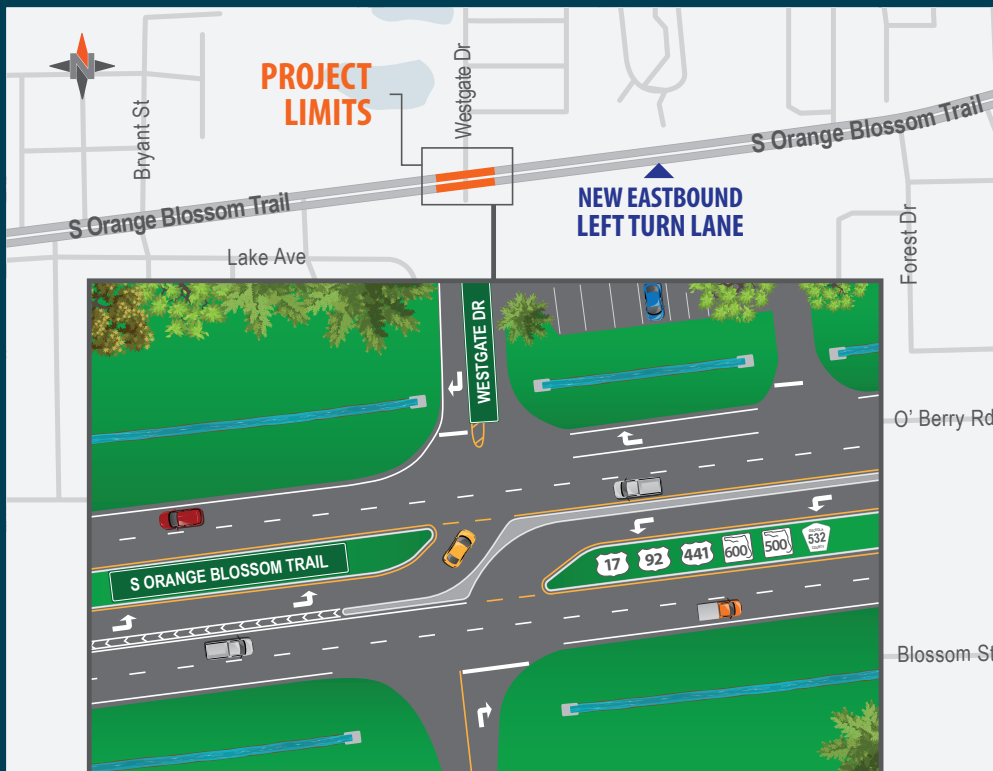 N
PROJECT
LIMITS
Westgate Dr
Bryant St
S Orange Blossom Trail
S Orange Blossom Trail
NEW EASTBOUND
LEFT TURN LANE
Forest Dr
Lake Ave
WESTGATE DR
O' Berry Rd
S ORANGE BLOSSOM TRAIL
17
92
441
600
500
532
Blossom St